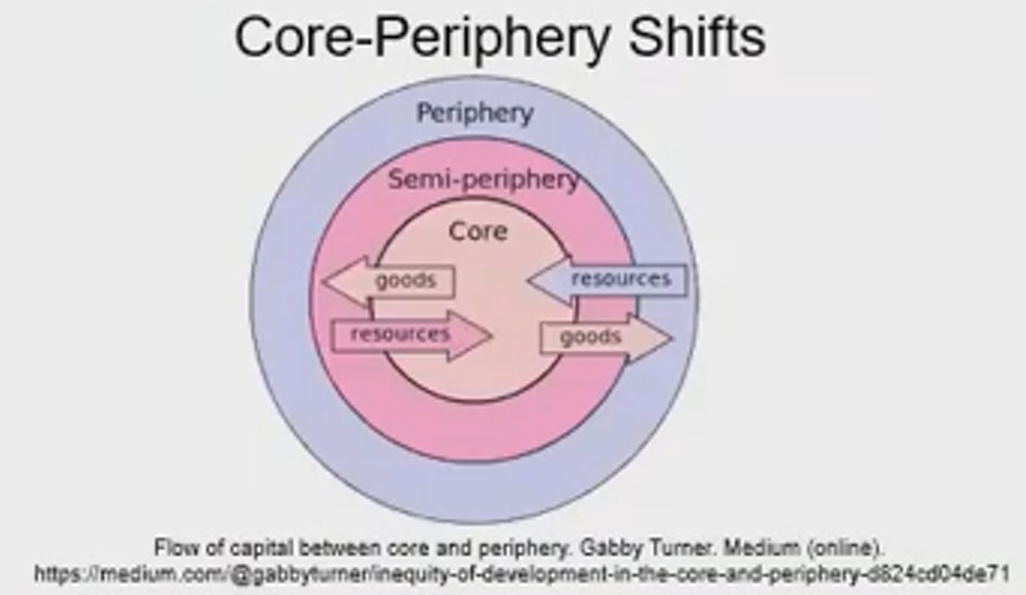 Core-Periphery Shifts
Periphery
Semi-periphery
Core
goods
resources
resources
goods
Flow of capital between core and periphery. Gabby Turner. Medium (online).
https://medium.com/@gabbyturner/inequity-of-development-in-the-core-and-periphery-d824cd04de71